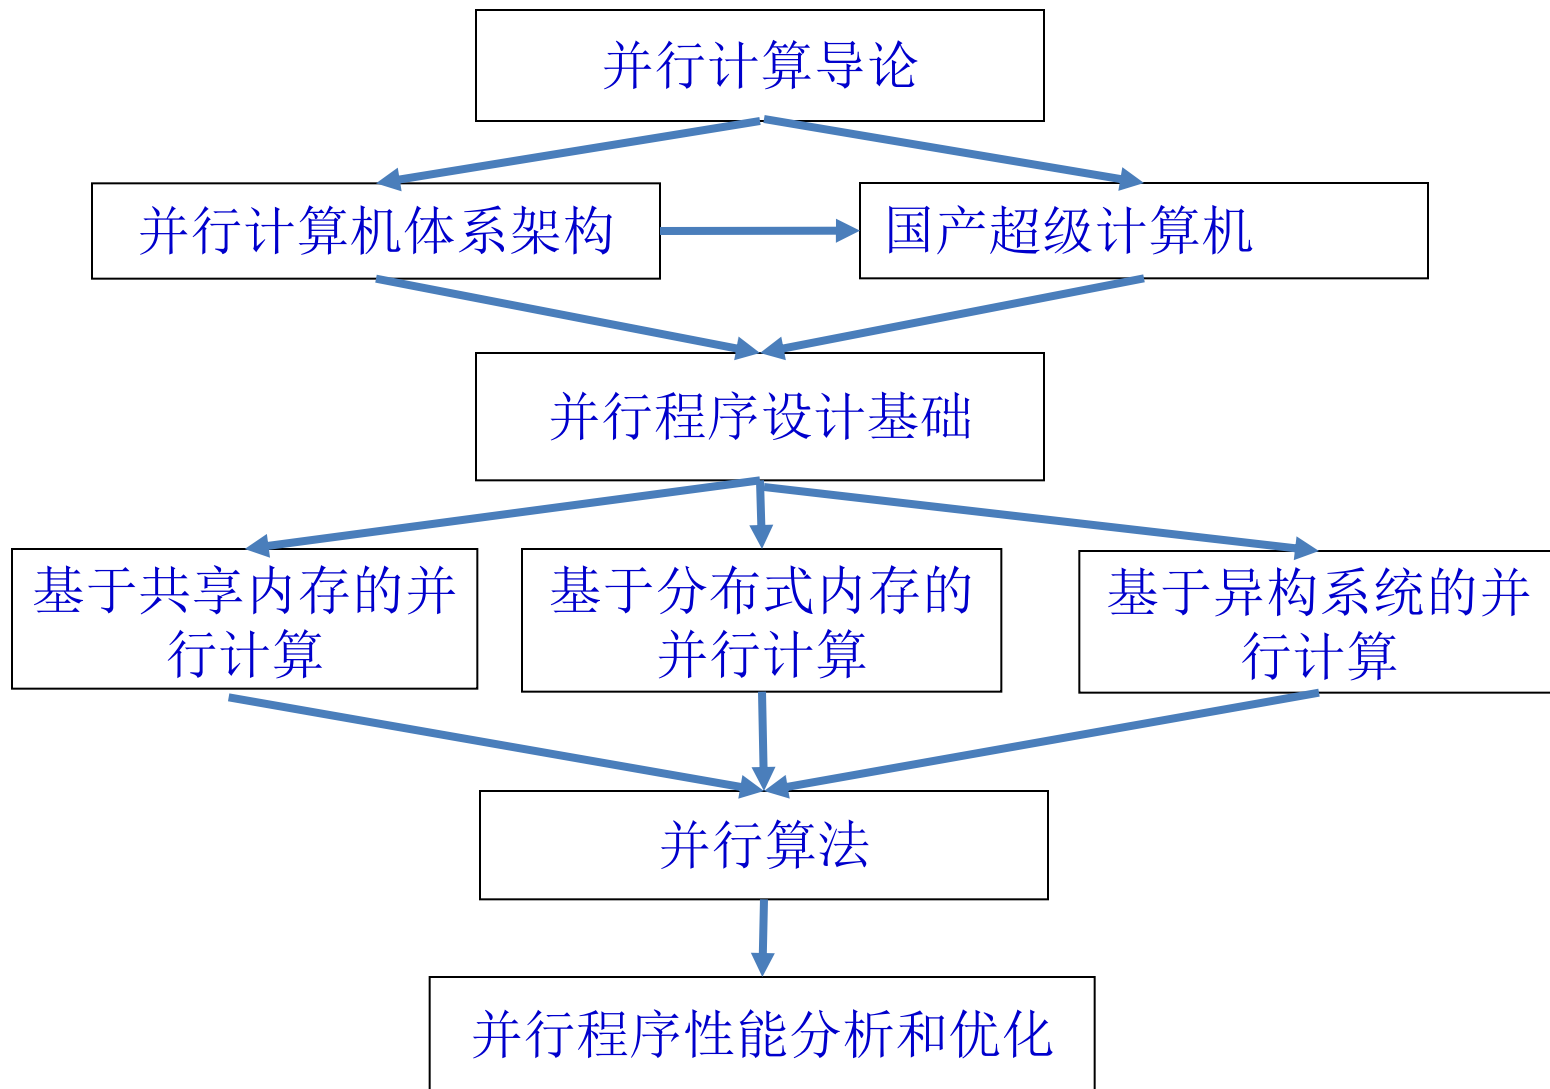 并行计算导论
并行计算机体系架构
国产超级计算机
并行程序设计基础
基于共享内存的并
行计算
基于分布式内存的
并行计算
基于异构系统的并
行计算
并行算法
并行程序性能分析和优化